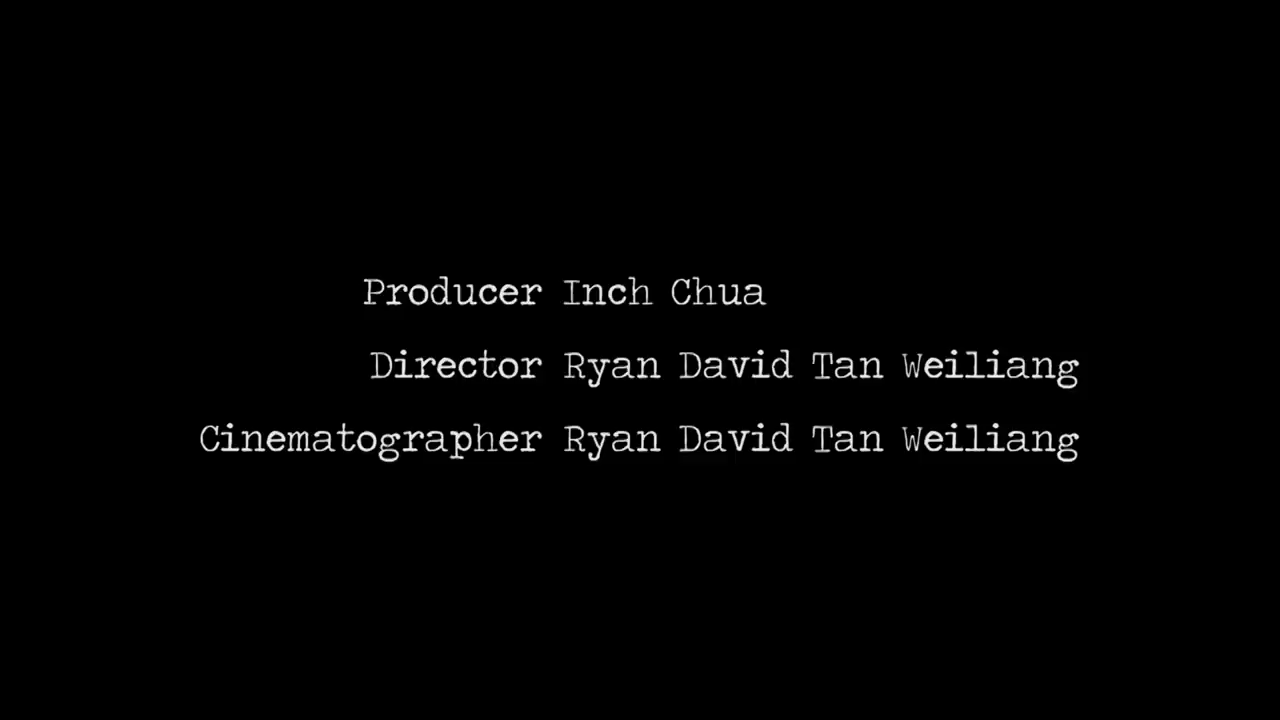 Producer Inch Chua
Director Ryan David Tan Weiliang
Cinematographer Ryan David Tan Weiliang